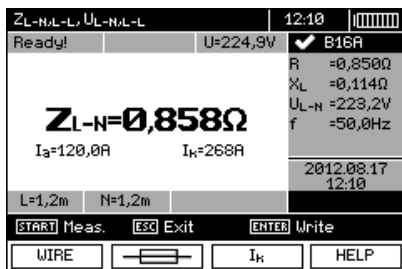 ZL-N,L-L, UL-N,L-L 12:10
Ready! U=224,9V ✔ B16A
R =0,850Ω
XL =0,114Ω
UL-N =223,2V
f =50,0Hz
ZL-N=0,858Ω
Ia=120,0A Ik=268A
2012.08.17
12:10
L=1,2m N=1,2m
START Meas. ESC Exit ENTER Write
WIRE Ik HELP